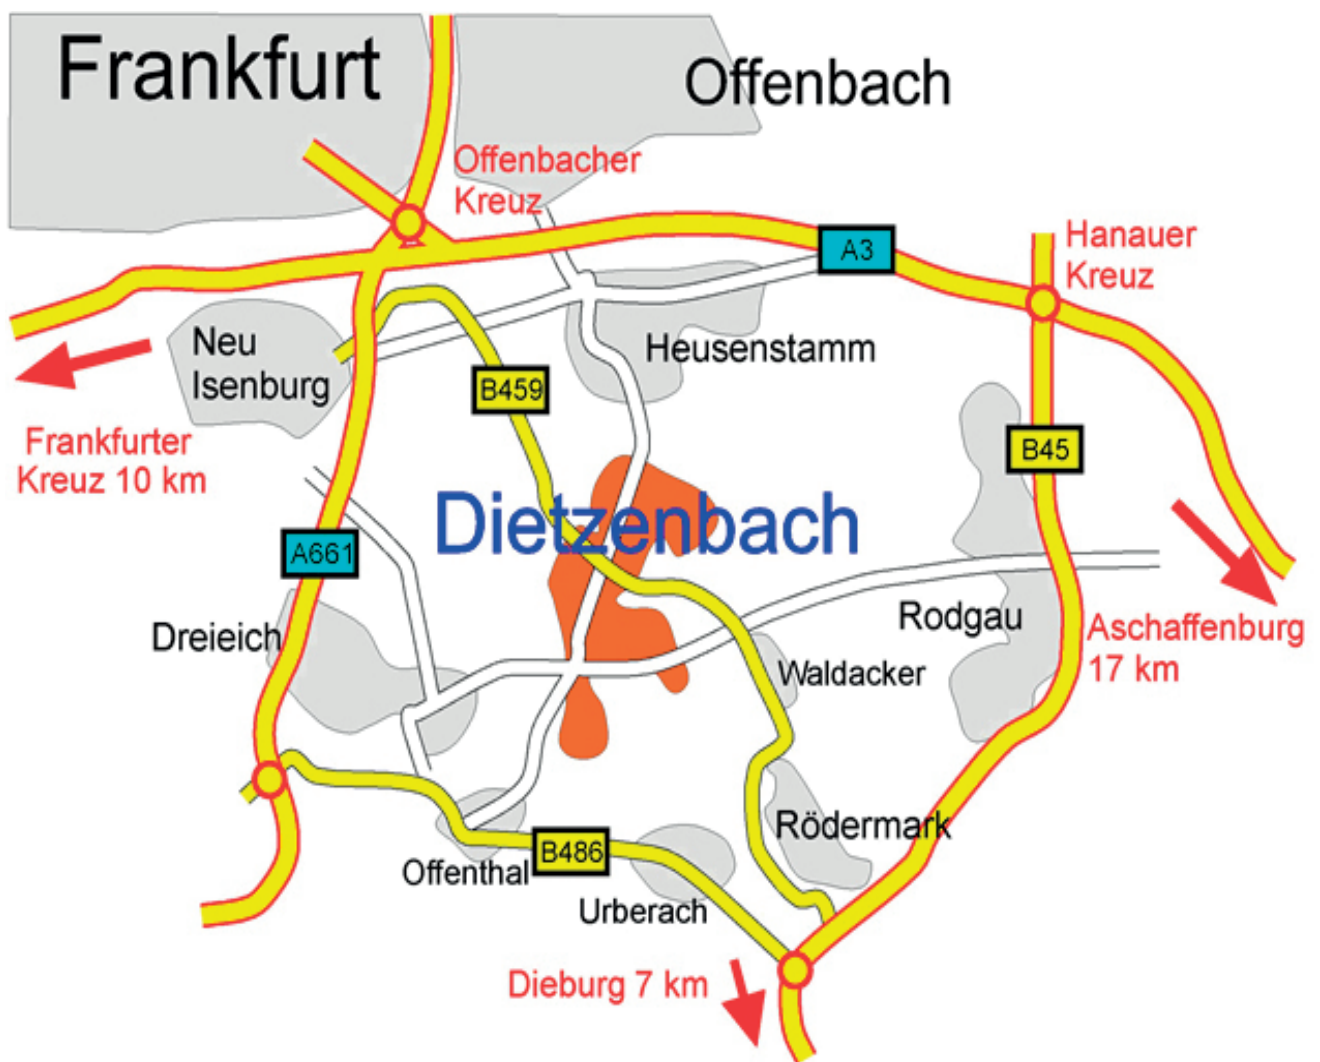 Frankfurt
Offenbach
Offenbacher
Kreuz
Hanauer
Kreuz
A3
Neu
Isenburg
Heusenstamm
B459
Frankfurter
Kreuz 10 km
B45
Dietzenbach
A661
Dreieich
Rodgau
Aschaffenburg
17 km
Waldacker
Rödermark
Offenthal
B486
Urberach
Dieburg 7 km